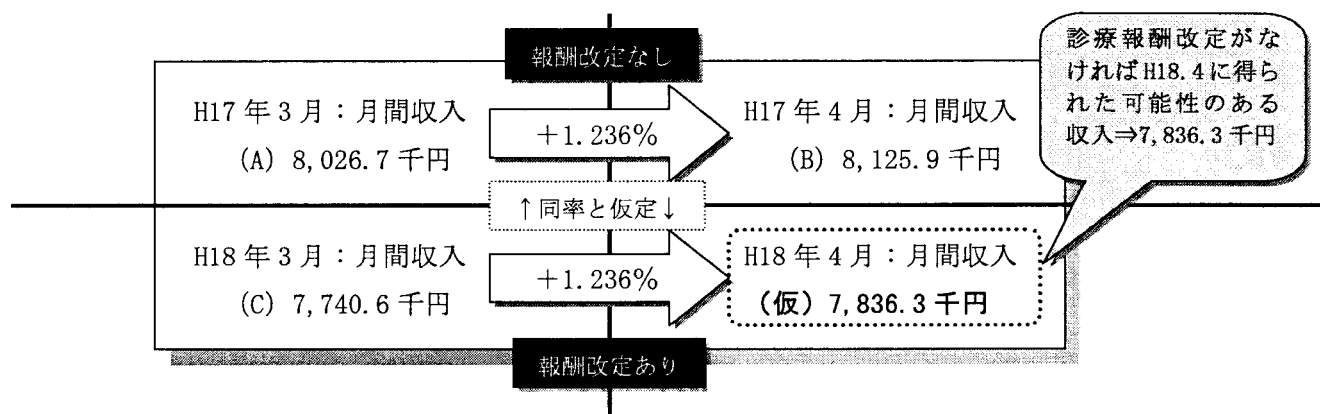 報酬改定なし
診療報酬改定がな
ければH18.4に得ら
れた可能性のある
収入⇒7,836.3千円
H17年3月：月間収入
(A) 8,026.7千円
＋1.236%
H17年4月：月間収入
(B) 8,125.9千円
↑同率と仮定↓
H18年3月：月間収入
(C) 7,740.6千円
＋1.236%
H18年4月：月間収入
(仮) 7,836.3千円
報酬改定あり